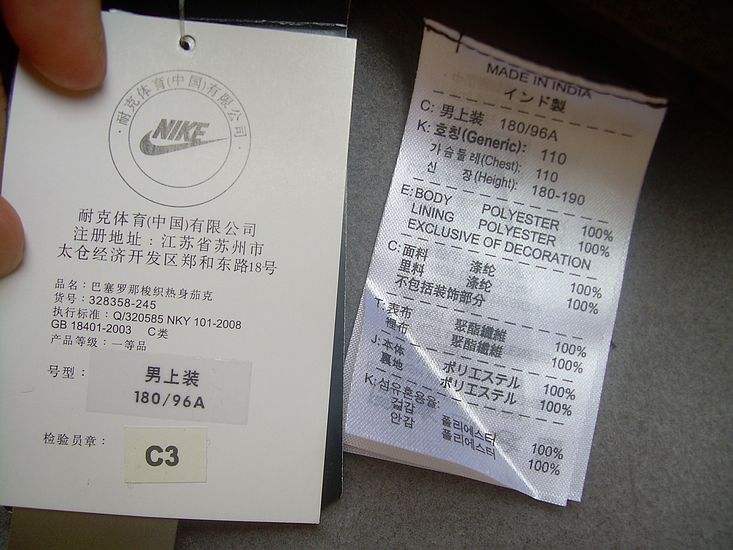 ·耐克体育(中国)有限公司·
NIKE
耐克体育(中国)有限公司
注册地址：江苏省苏州市
太仓经济开发区郑和东路18号
品名：巴塞罗那梭织热身茄克
货号：328358-245
执行标准：Q/320585 NKY 101-2008
GB 18401-2003 C类
产品等级：一等品
号型：
男上装
180/96A
检验员章：
C3
MADE IN INDIA
インド製
C: 男上装 180/96A
K: 호칭(Generic): 110
가슴둘레(Chest): 110
신 장(Height): 180-190
E: BODY POLYESTER 100%
LINING POLYESTER 100%
EXCLUSIVE OF DECORATION
C: 面料 涤纶 100%
里料 涤纶 100%
不包括装饰部分
T: 表布 聚酯纖維 100%
裡布 聚酯纖維 100%
J: 本体 ポリエステル 100%
裏地 ポリエステル 100%
K: 섬유혼용율:
겉감 폴리에스터 100%
안감 폴리에스터 100%